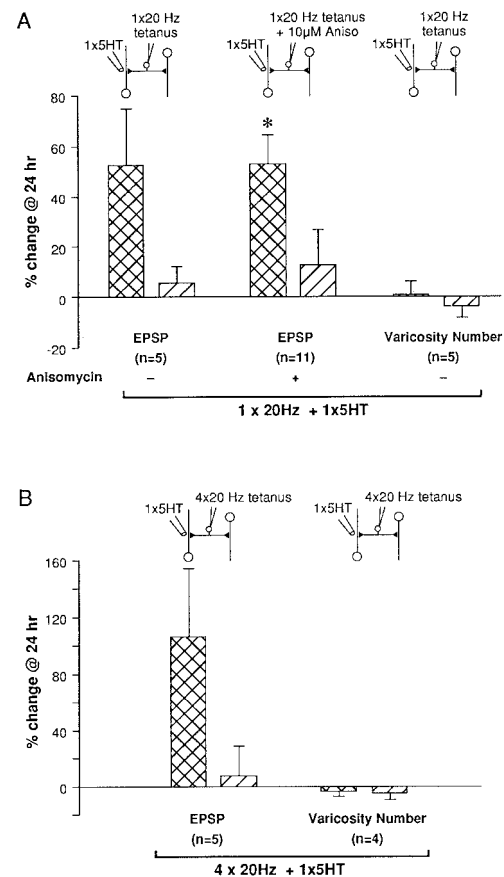 A
1x20 Hz
tetanus
1x5HT
1x20 Hz tetanus
+ 10µM Aniso
1x5HT
1x20 Hz
tetanus
1x5HT
% change @ 24 hr
80
60
40
20
0
-20
*
EPSP
(n=5)
EPSP
(n=11)
Varicosity Number
(n=5)
Anisomycin – + –
1 x 20Hz + 1x5HT
B
1x5HT
4x20 Hz tetanus
1x5HT
4x20 Hz tetanus
% change @ 24 hr
160
120
80
40
0
EPSP
(n=5)
Varicosity Number
(n=4)
4 x 20Hz + 1x5HT